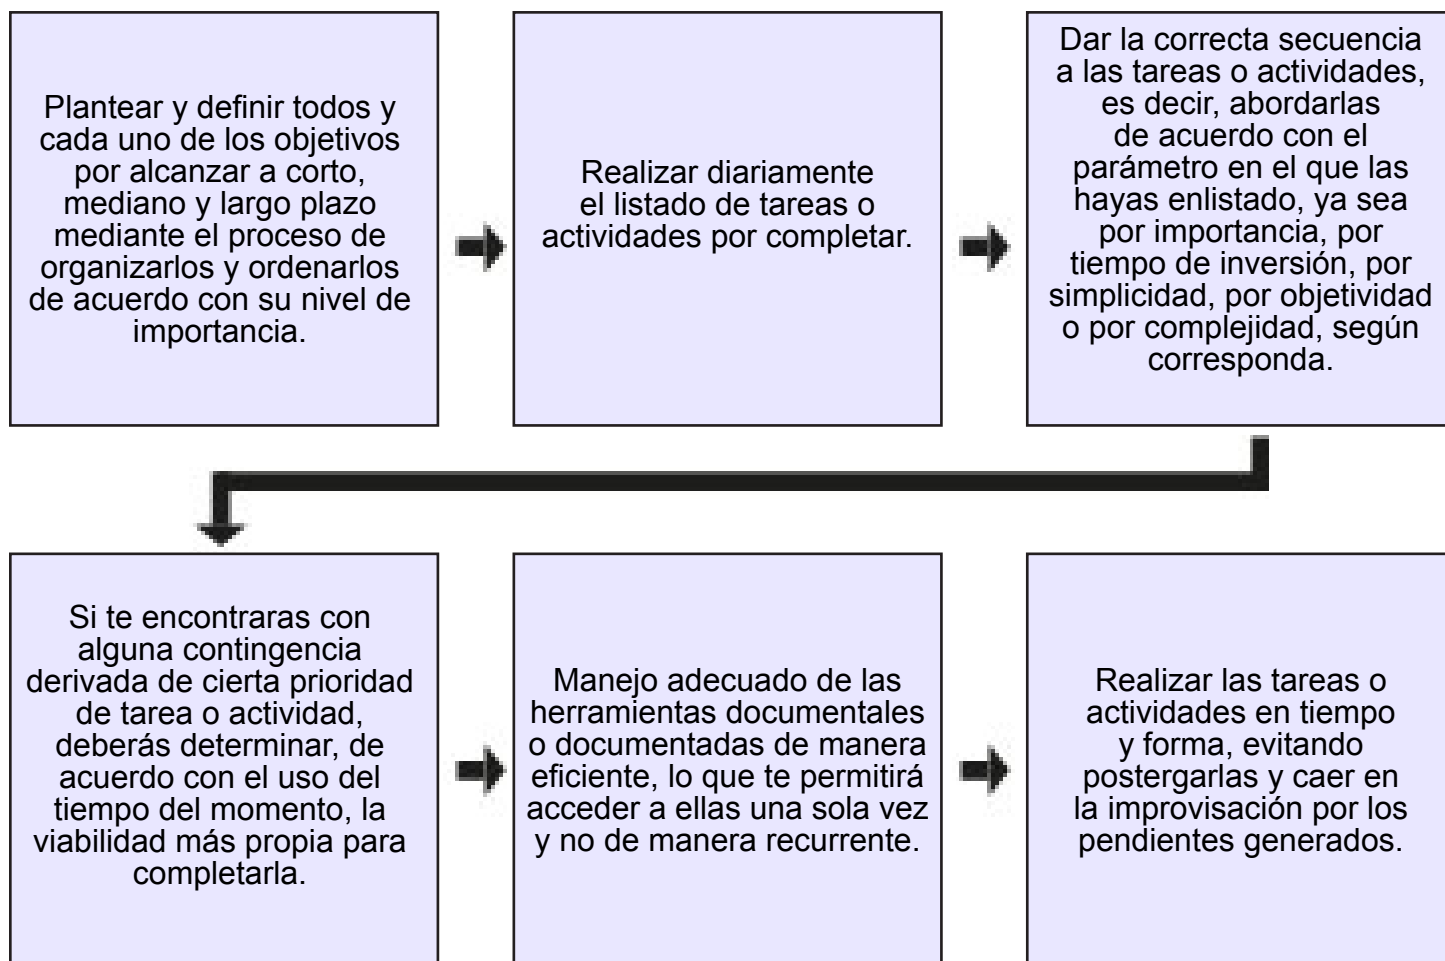 Plantear y definir todos y
cada uno de los objetivos
por alcanzar a corto,
mediano y largo plazo
mediante el proceso de
organizarlos y ordenarlos
de acuerdo con su nivel de
importancia.
Realizar diariamente
el listado de tareas o
actividades por completar.
Dar la correcta secuencia
a las tareas o actividades,
es decir, abordarlas
de acuerdo con el
parámetro en el que las
hayas enlistado, ya sea
por importancia, por
tiempo de inversión, por
simplicidad, por objetividad
o por complejidad, según
corresponda.
Si te encontraras con
alguna contingencia
derivada de cierta prioridad
de tarea o actividad,
deberás determinar, de
acuerdo con el uso del
tiempo del momento, la
viabilidad más propia para
completarla.
Manejo adecuado de las
herramientas documentales
o documentadas de manera
eficiente, lo que te permitirá
acceder a ellas una sola vez
y no de manera recurrente.
Realizar las tareas o
actividades en tiempo
y forma, evitando
postergarlas y caer en
la improvisación por los
pendientes generados.